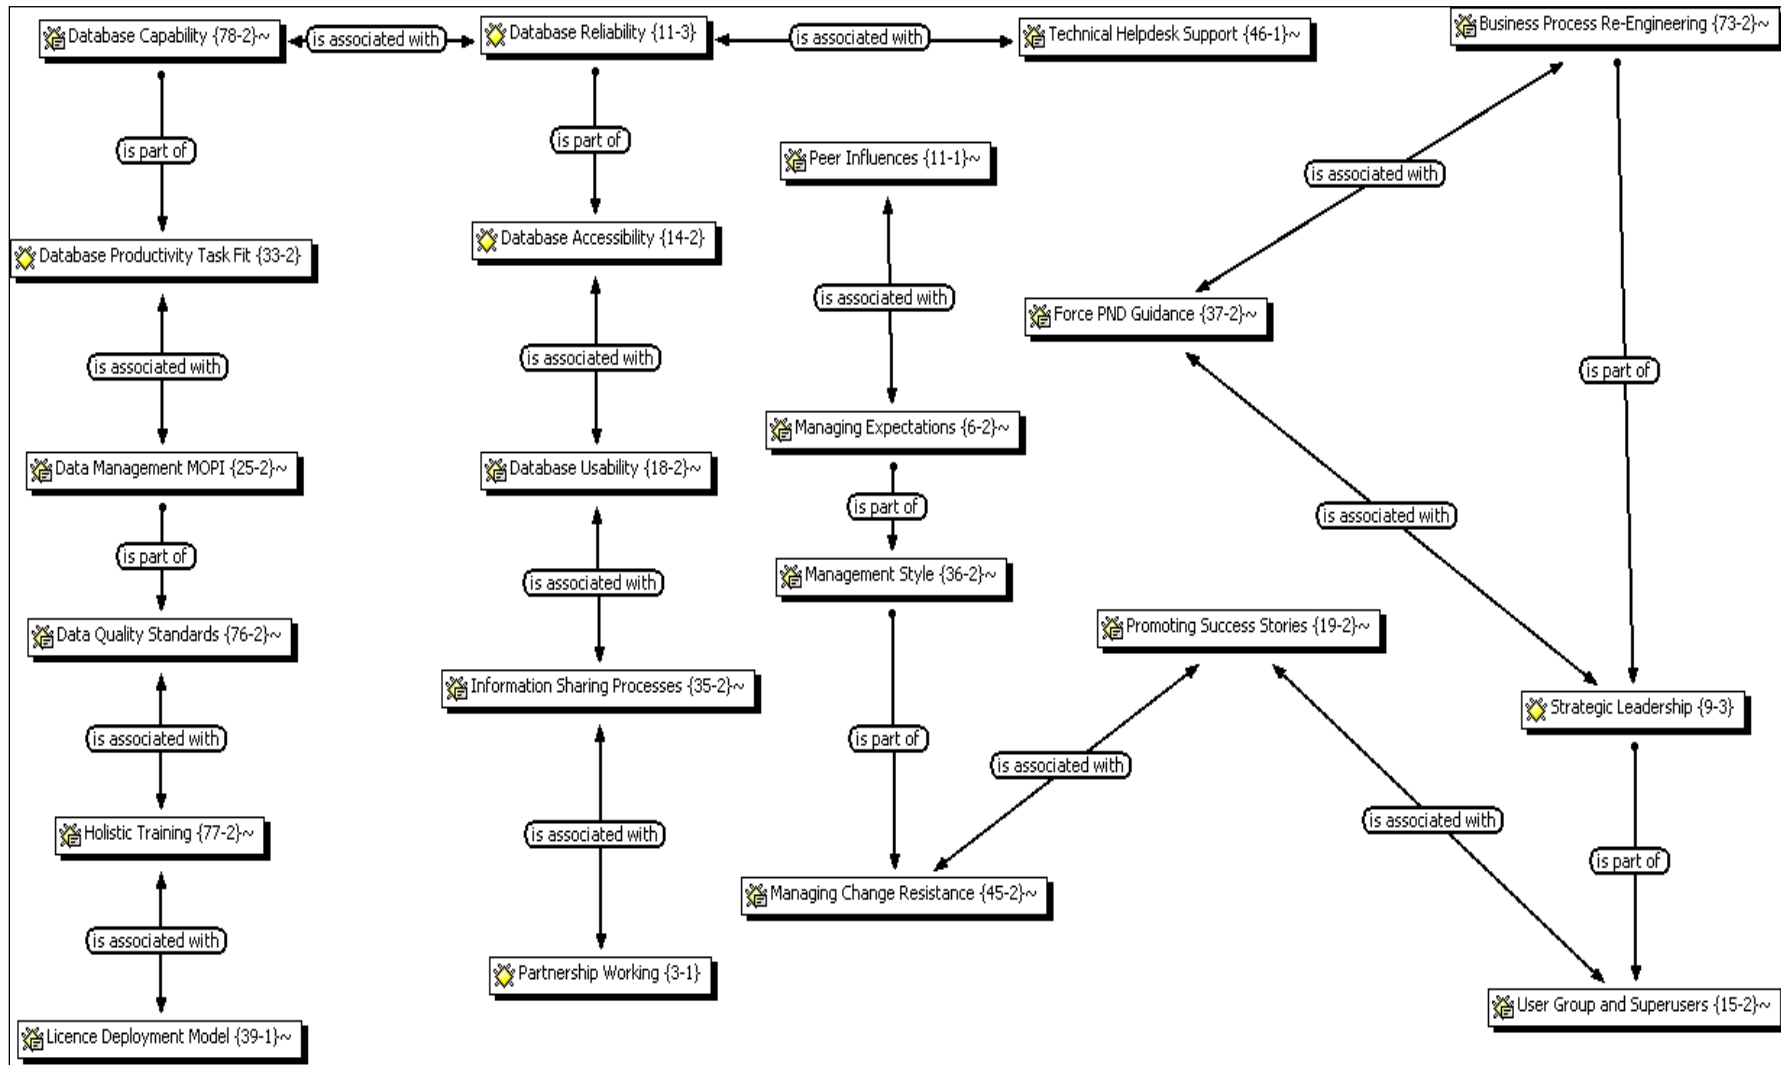 Database Capability {78-2}~
is associated with
Database Reliability {11-3}
is associated with
Technical Helpdesk Support {46-1}~
Business Process Re-Engineering {73-2}~
is part of
is part of
Peer Influences {11-1}~
is associated with
Database Productivity Task Fit {33-2}
Database Accessibility {14-2}
is associated with
Force PND Guidance {37-2}~
is associated with
is associated with
is part of
Managing Expectations {6-2}~
Data Management MOPI {25-2}~
Database Usability {18-2}~
is part of
is associated with
is part of
is associated with
Management Style {36-2}~
Data Quality Standards {76-2}~
Promoting Success Stories {19-2}~
Information Sharing Processes {35-2}~
Strategic Leadership {9-3}
is associated with
is part of
is associated with
is associated with
is associated with
is part of
Holistic Training {77-2}~
Managing Change Resistance {45-2}~
is associated with
Partnership Working {3-1}
User Group and Superusers {15-2}~
Licence Deployment Model {39-1}~